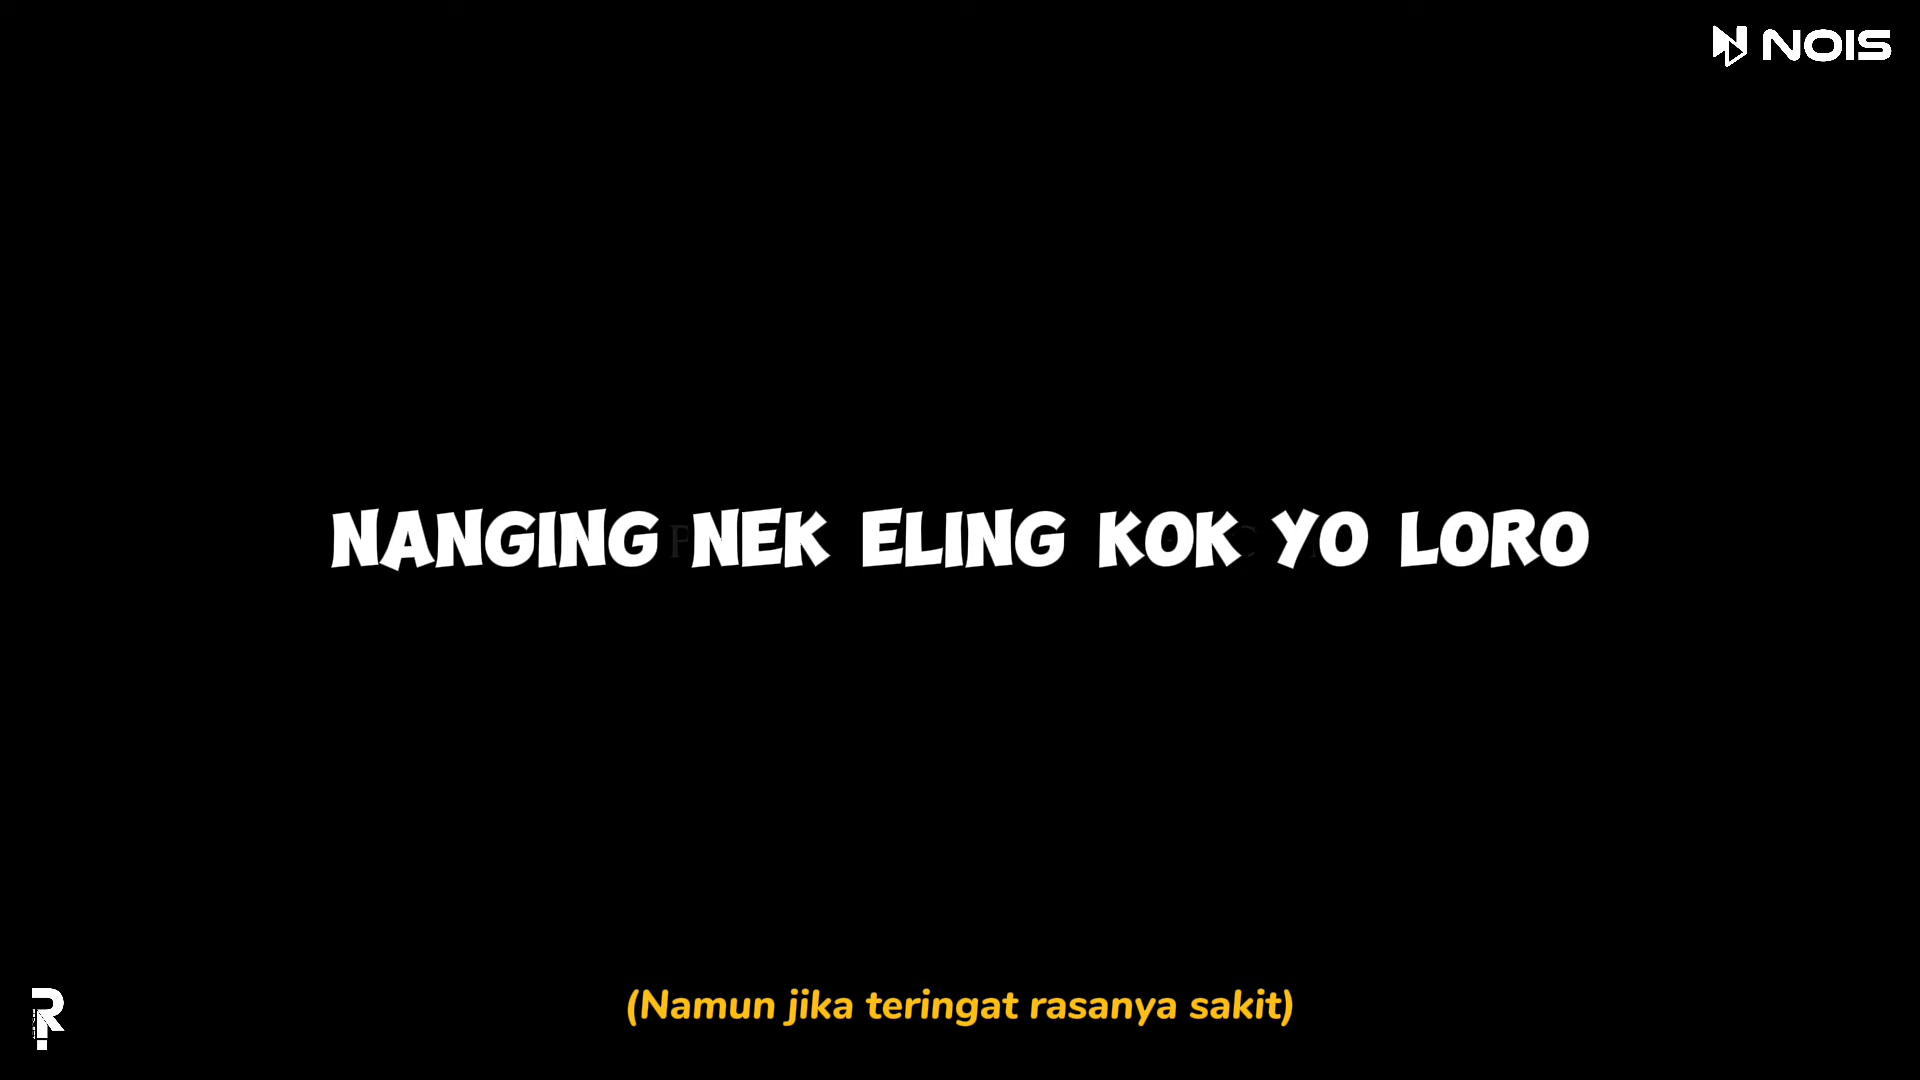 NOIS
NANGING NEK ELING KOK YO LORO
(Namun jika teringat rasanya sakit)